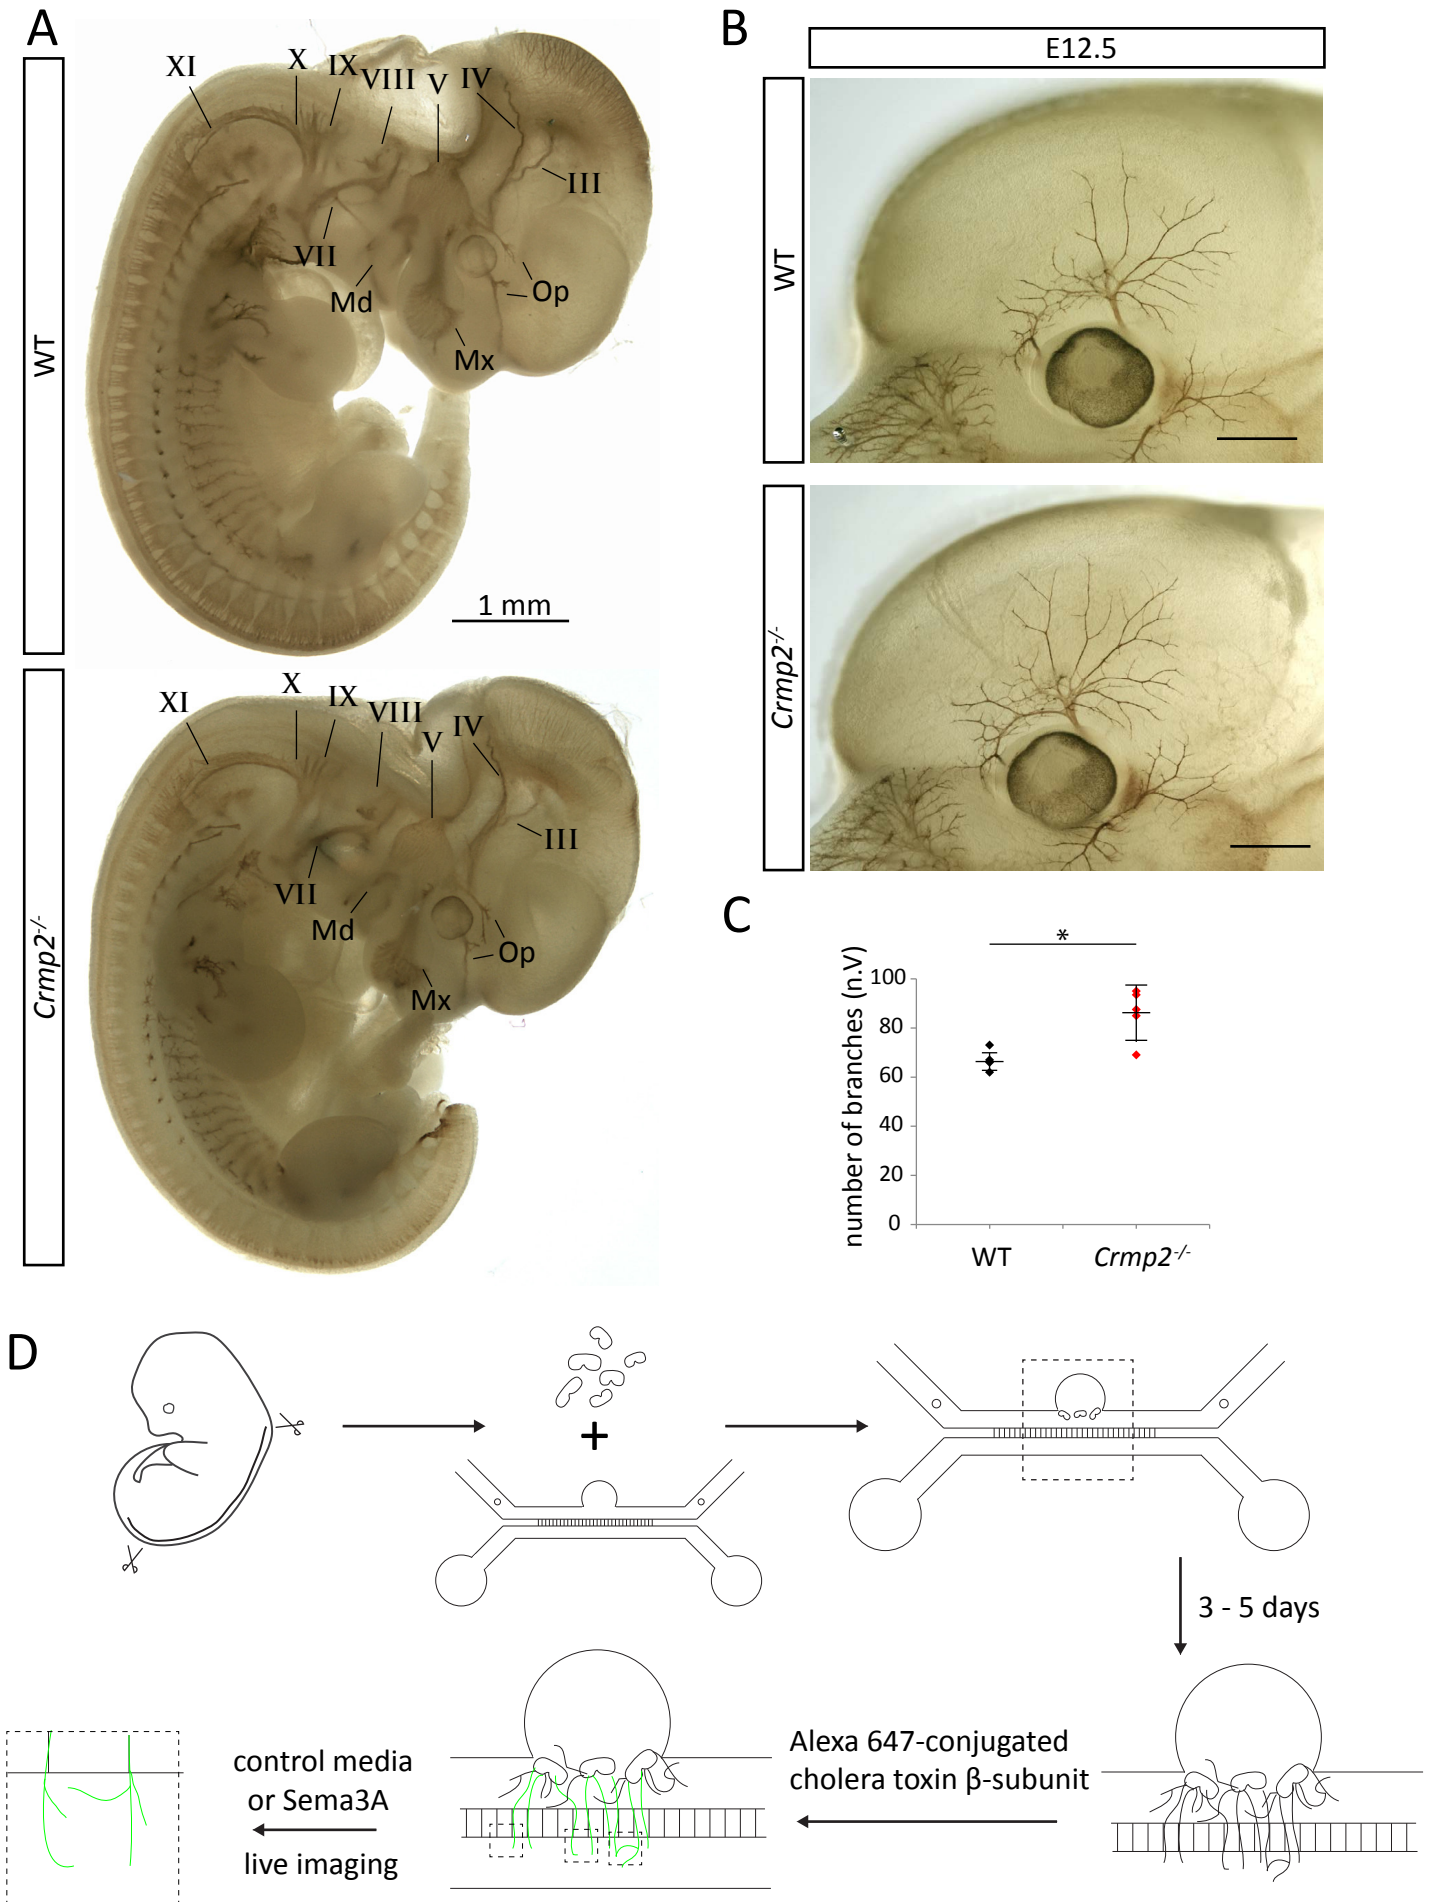 A
WT
XI
X
IX
VIII
V
IV
III
VII
Md
Op
Mx
1 mm
Crmp2-/-
XI
X
IX
VIII
V
IV
III
VII
Md
Op
Mx
B
E12.5
WT
Crmp2-/-
C
*
number of branches (n.V)
100
80
60
40
20
0
WT
Crmp2-/-
D
+
3 - 5 days
Alexa 647-conjugated
cholera toxin β-subunit
control media
or Sema3A
live imaging